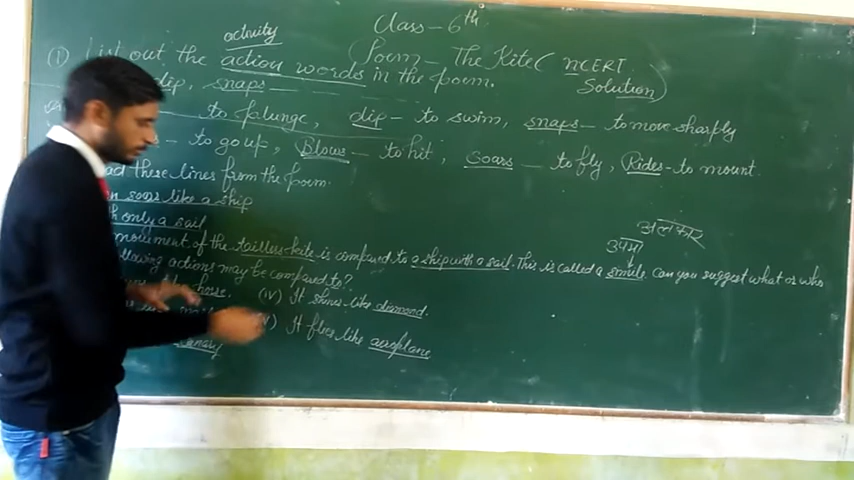 Class-6th
activity
(Poem - The Kite( NCERT Solution)
(1) List out the action words in the poem.
dip, snaps
to plunge, dip - to swim, snaps - to move sharply
- to go up, Blows - to hit, soars - to fly, Rides - to mount.
these lines from the poem.
soars like a ship
only a sail
अलंकार
उपमा
movement of the tailless-kite is compared to a ship with a sail. This is called a smile. Can you suggest what or who
following actions may be compared to?
horse. (iv) It shines like diamond.
It flies like airoplane